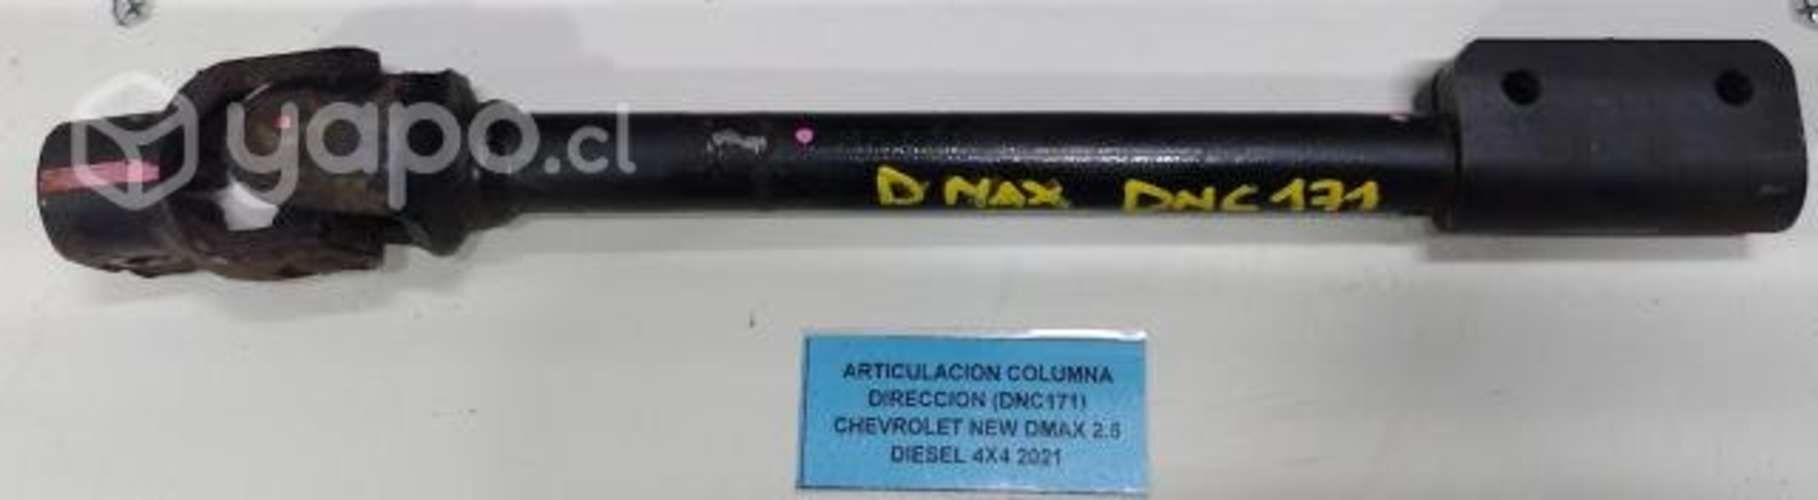 yapo.cl
D MAX DNC171
ARTICULACION COLUMNA
DIRECCION (DNC171)
CHEVROLET NEW DMAX 2.5
DIESEL 4X4 2021